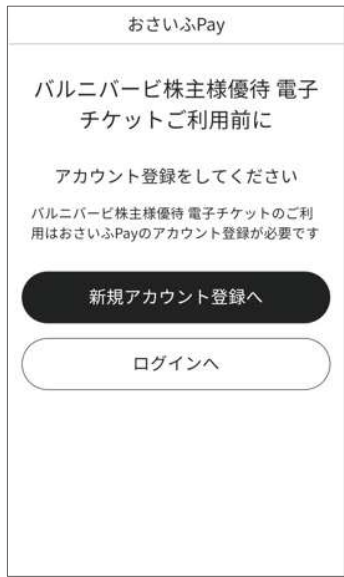 おさいふPay
バルニバービ株主様優待 電子
チケットご利用前に
アカウント登録をしてください
バルニバービ株主様優待 電子チケットのご利
用はおさいふPayのアカウント登録が必要です
新規アカウント登録へ
ログインへ